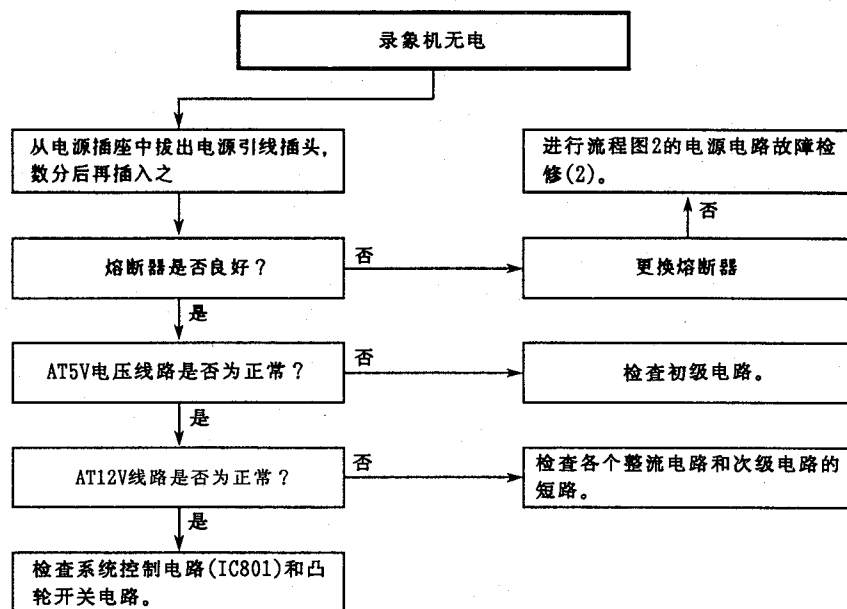 录象机无电
从电源插座中拔出电源引线插头,
数分后再插入之
进行流程图2的电源电路故障检
修(2)。
否
熔断器是否良好?
否
更换熔断器
是
AT5V电压线路是否为正常?
否
检查初级电路。
是
AT12V线路是否为正常?
否
检查各个整流电路和次级电路的
短路。
是
检查系统控制电路(IC801)和凸
轮开关电路。